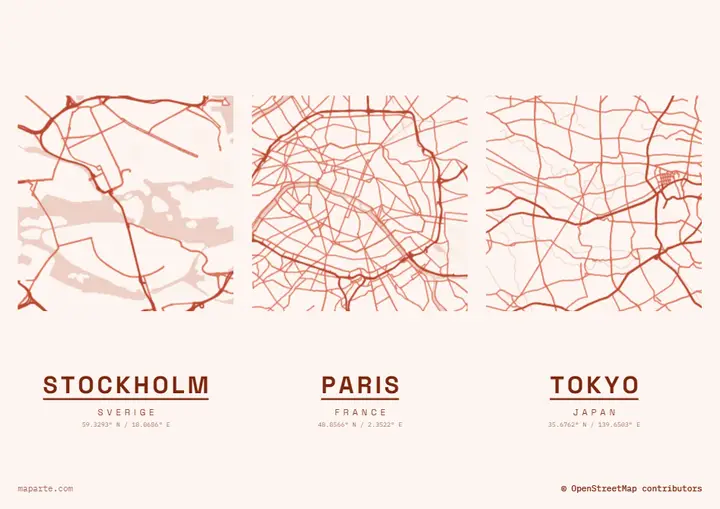 STOCKHOLM
SVERIGE
59.3293° N / 18.0686° E
PARIS
FRANCE
48.8566° N / 2.3522° E
TOKYO
JAPAN
35.6762° N / 139.6503° E
maparte.com
© OpenStreetMap contributors